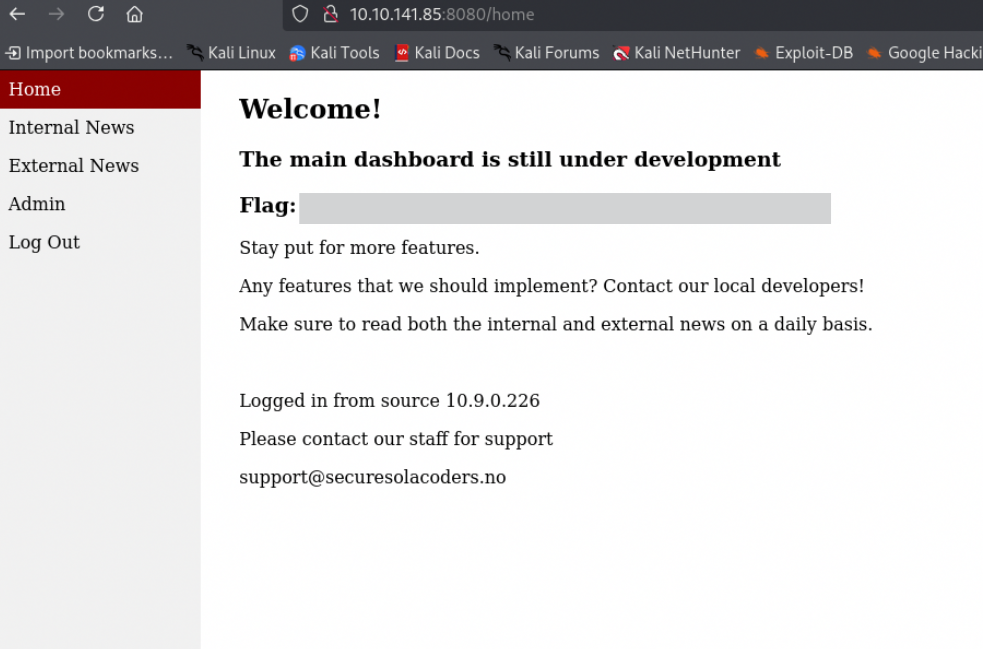 10.10.141.85:8080/home
Import bookmarks... Kali Linux Kali Tools Kali Docs Kali Forums Kali NetHunter Exploit-DB Google Hacki
Home
Internal News
External News
Admin
Log Out
Welcome!
The main dashboard is still under development
Flag:
Stay put for more features.
Any features that we should implement? Contact our local developers!
Make sure to read both the internal and external news on a daily basis.
Logged in from source 10.9.0.226
Please contact our staff for support
support@securesolacoders.no